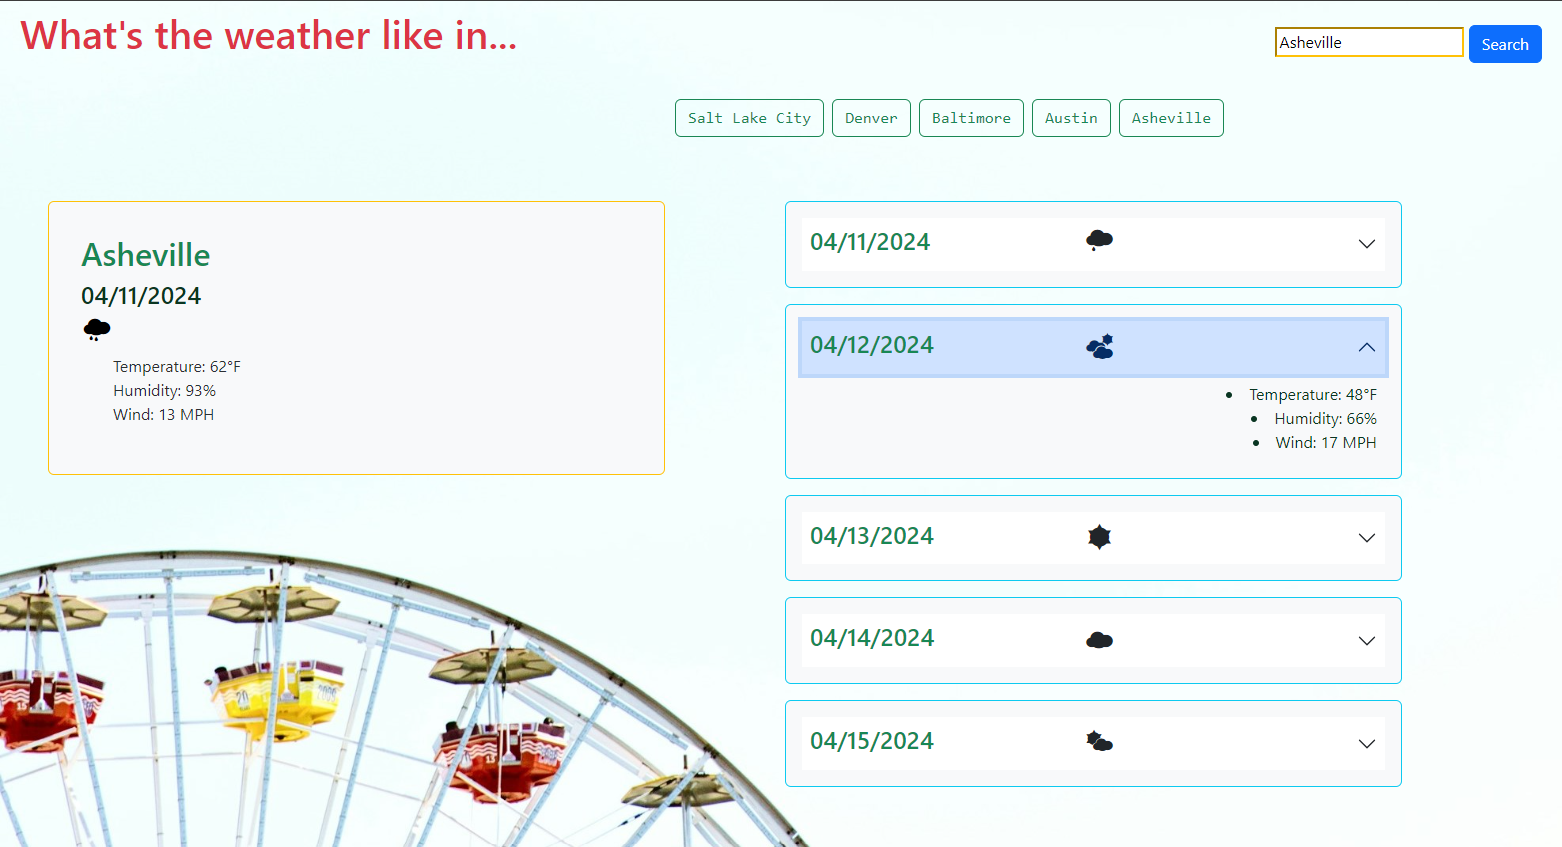 What's the weather like in...
Asheville
Search
Salt Lake City
Denver
Baltimore
Austin
Asheville
Asheville
04/11/2024
Temperature: 62°F
Humidity: 93%
Wind: 13 MPH
04/11/2024
04/12/2024
Temperature: 48°F
Humidity: 66%
Wind: 17 MPH
04/13/2024
04/14/2024
04/15/2024